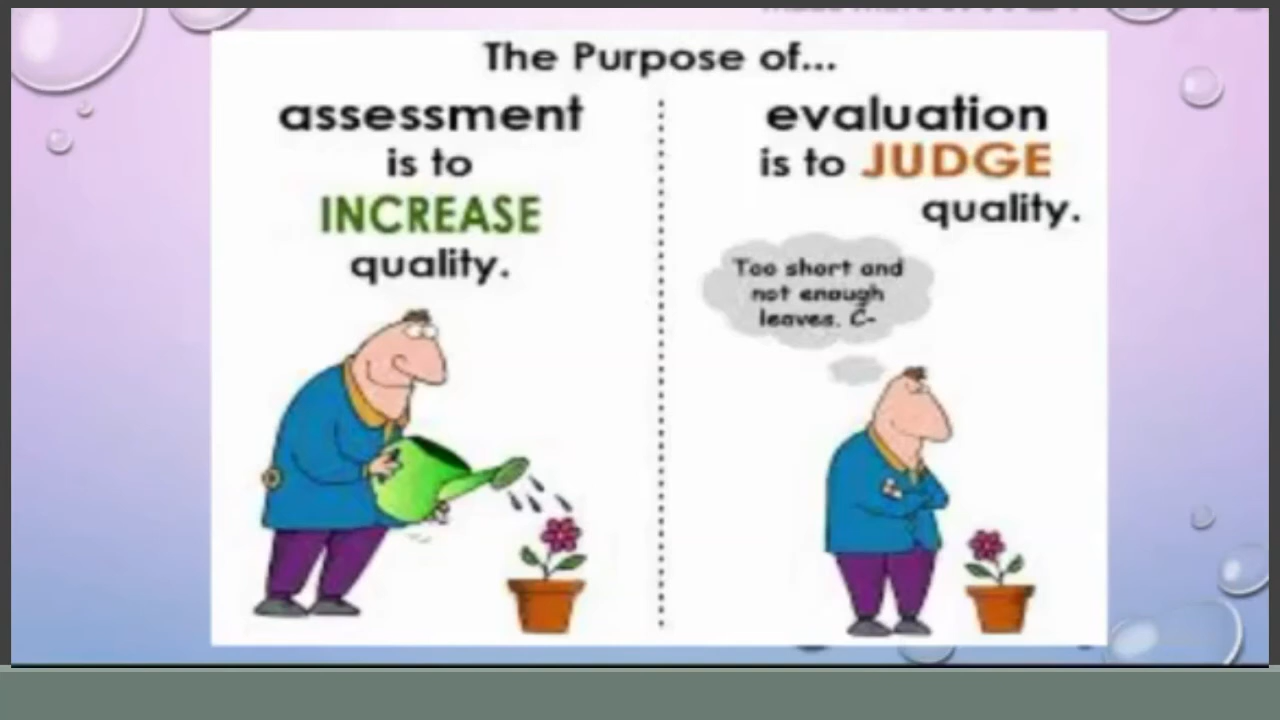 The Purpose of...
assessment
is to
INCREASE
quality.
evaluation
is to JUDGE
quality.
Too short and
not enough
leaves. C-